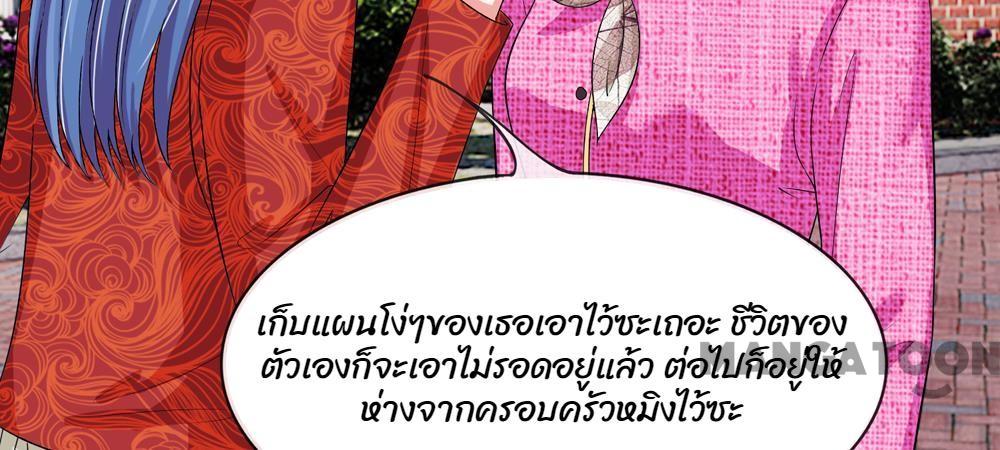 เก็บแผนโง่ๆของเธอเอาไว้ซะเถอะ ชีวิตของ
ตัวเองก็จะเอาไม่รอดอยู่แล้ว ต่อไปก็อยู่ให้
ห่างจากครอบครัวหมิงไว้ซะ
MANGATOON